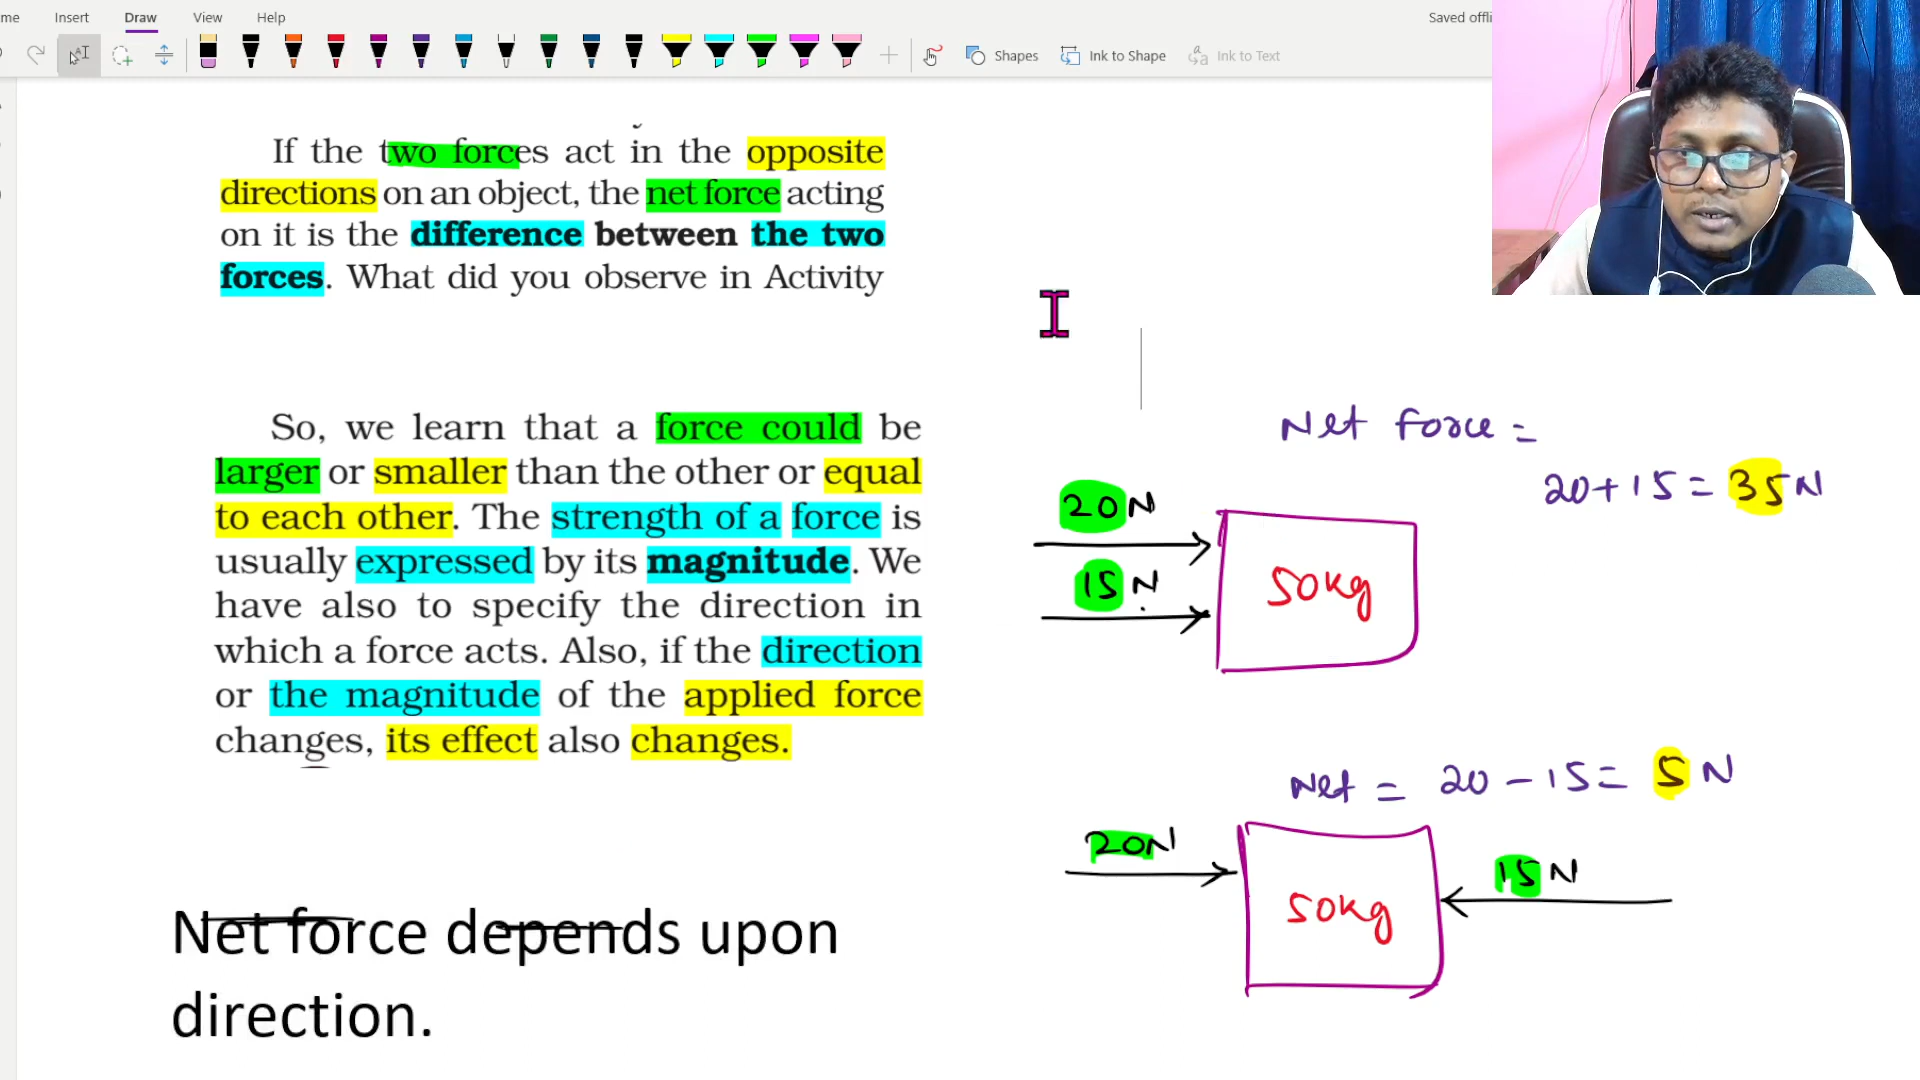 me Insert Draw View Help Saved offli
Shapes Ink to Shape Ink to Text
If the two forces act in the opposite
directions on an object, the net force acting
on it is the difference between the two
forces. What did you observe in Activity
So, we learn that a force could be
larger or smaller than the other or equal
to each other. The strength of a force is
usually expressed by its magnitude. We
have also to specify the direction in
which a force acts. Also, if the direction
or the magnitude of the applied force
changes, its effect also changes.
Net force depends upon
direction.
Net force =
20+15 = 35N
20N
15N
50kg
Net = 20-15= 5 N
20N
50kg
15N